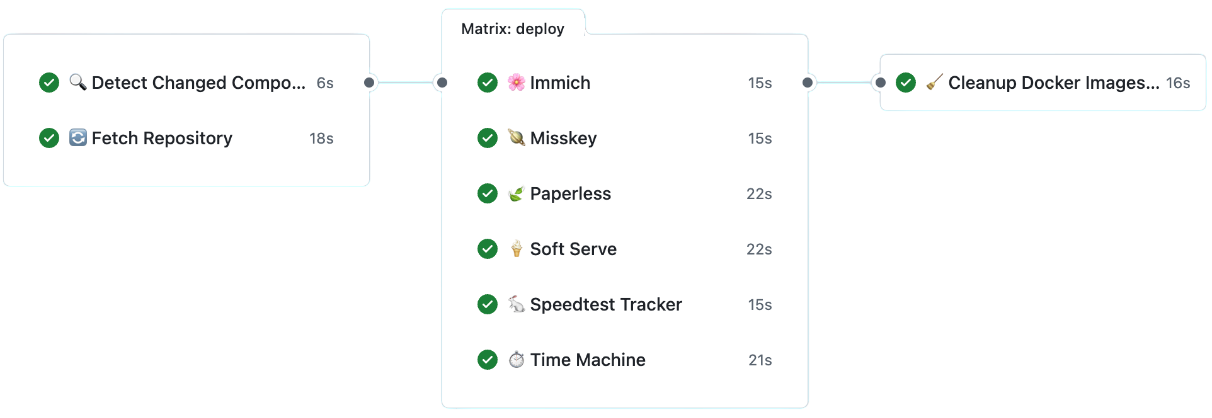 Detect Changed Compo... 6s
Fetch Repository 18s
Matrix: deploy
Immich 15s
Misskey 15s
Paperless 22s
Soft Serve 22s
Speedtest Tracker 15s
Time Machine 21s
Cleanup Docker Images... 16s